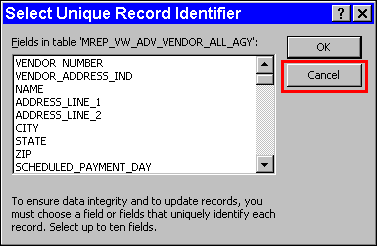 Select Unique Record Identifier
Fields in table 'MREP_VW_ADV_VENDOR_ALL_AGY':
OK
Cancel
VENDOR_NUMBER
VENDOR_ADDRESS_IND
NAME
ADDRESS_LINE_1
ADDRESS_LINE_2
CITY
STATE
ZIP
SCHEDULED_PAYMENT_DAY
To ensure data integrity and to update records, you
must choose a field or fields that uniquely identify each
record. Select up to ten fields.